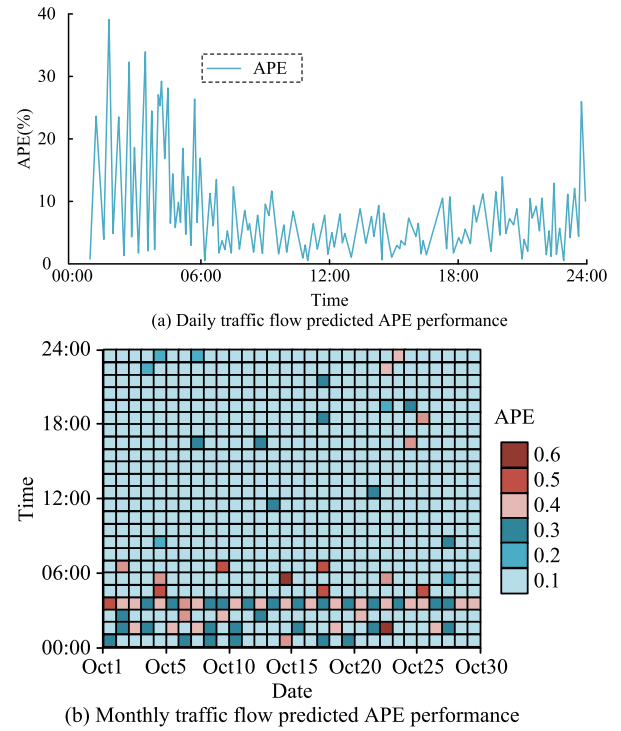 40
30
20
10
0
APE(%)
APE
00:00 06:00 12:00 18:00 24:00
Time
(a) Daily traffic flow predicted APE performance
24:00
18:00
12:00
06:00
00:00
Time
APE
0.6
0.5
0.4
0.3
0.2
0.1
Oct1 Oct5 Oct10 Oct15 Oct20 Oct25 Oct30
Date
(b) Monthly traffic flow predicted APE performance